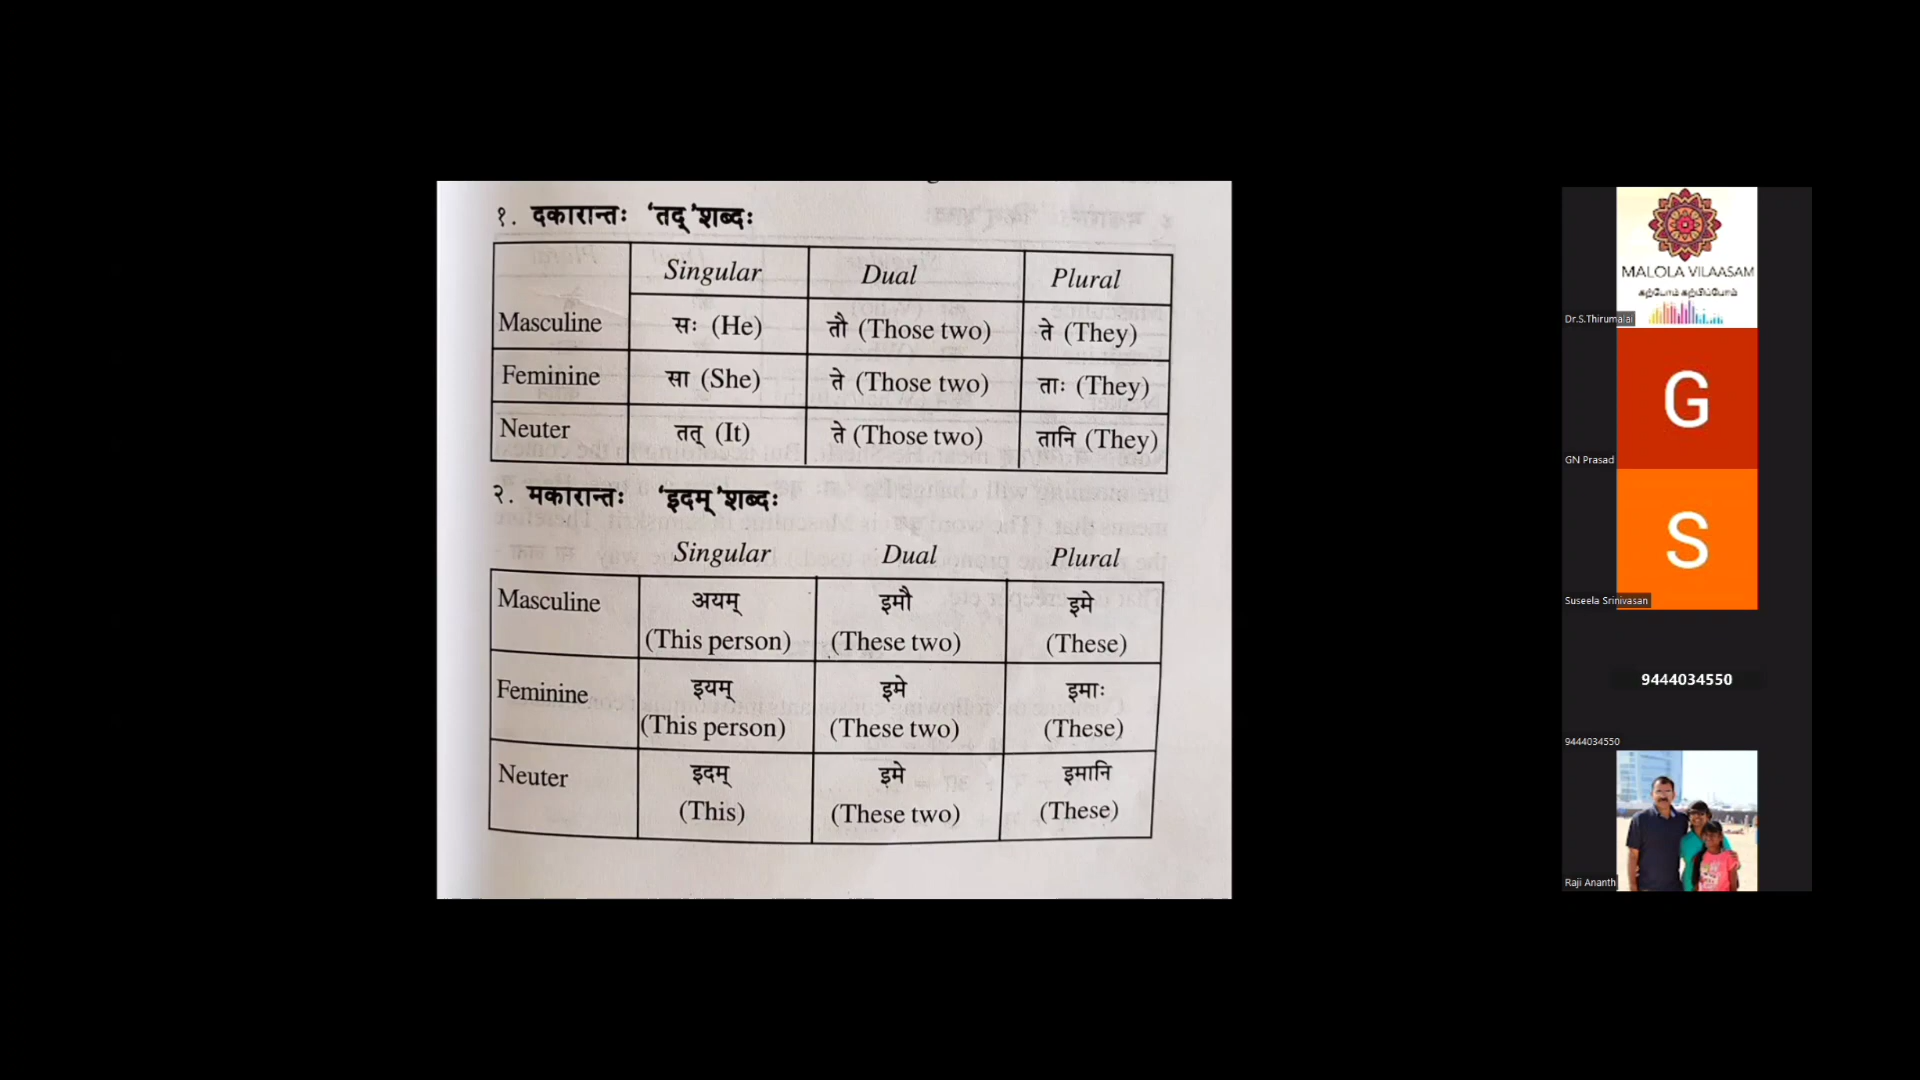 १. दकारान्तः 'तद्'शब्दः
Singular Dual Plural
Masculine सः (He) तौ (Those two) ते (They)
Feminine सा (She) ते (Those two) ताः (They)
Neuter तत् (It) ते (Those two) तानि (They)
२. मकारान्तः 'इदम्'शब्दः
Singular Dual Plural
Masculine अयम् इमौ इमे
(This person) (These two) (These)
Feminine इयम् इमे इमाः
(This person) (These two) (These)
Neuter इदम् इमे इमानि
(This) (These two) (These)
MALOLA VILAASAM
கற்போம் கற்பிப்போம்
Dr.S.Thirumalai
G
GN Prasad
S
Suseela Srinivasan
9444034550
9444034550
Raji Ananth